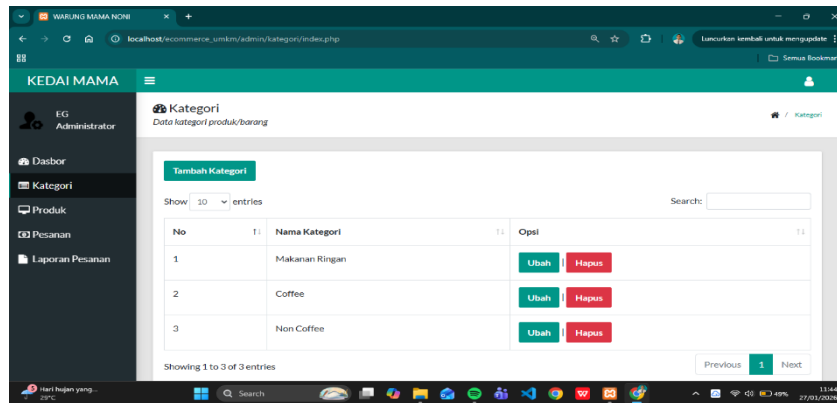 WARUNG MAMA NONI
localhost/ecommerce_umkm/admin/kategori/index.php
Luncurkan kembali untuk mengupdate
Semua Bookmar
KEDAI MAMA
EG
Administrator
Kategori
Data kategori produk/barang
/ Kategori
Dasbor
Kategori
Produk
Pesanan
Laporan Pesanan
Tambah Kategori
Show 10 entries
Search:
No Nama Kategori Opsi
1 Makanan Ringan Ubah | Hapus
2 Coffee Ubah | Hapus
3 Non Coffee Ubah | Hapus
Showing 1 to 3 of 3 entries
Previous 1 Next
Hari hujan yang...
29°C
Search
49%
11:44
27/01/2026